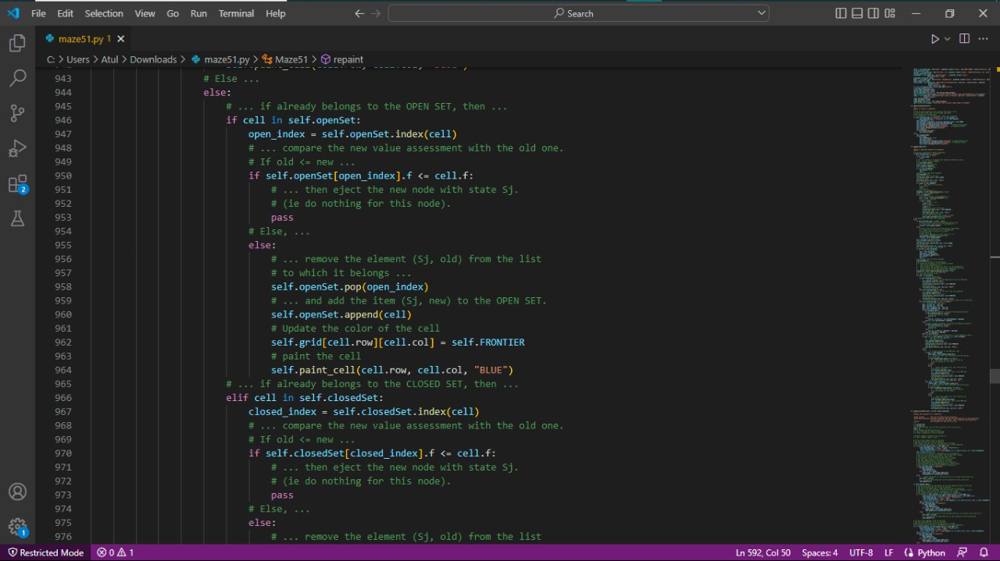 File Edit Selection View Go Run Terminal Help
Search
maze51.py 1
C: > Users > Atul > Downloads > maze51.py > Maze51 > repaint
943 # Else ...
944 else:
945 # ... if already belongs to the OPEN SET, then ...
946 if cell in self.openSet:
947 open_index = self.openSet.index(cell)
948 # ... compare the new value assessment with the old one.
949 # If old <= new ...
950 if self.openSet[open_index].f <= cell.f:
951 # ... then eject the new node with state Sj.
952 # (ie do nothing for this node).
953 pass
954 # Else, ...
955 else:
956 # ... remove the element (Sj, old) from the list
957 # to which it belongs ...
958 self.openSet.pop(open_index)
959 # ... and add the item (Sj, new) to the OPEN SET.
960 self.openSet.append(cell)
961 # Update the color of the cell
962 self.grid[cell.row][cell.col] = self.FRONTIER
963 # paint the cell
964 self.paint_cell(cell.row, cell.col, "BLUE")
965 # ... if already belongs to the CLOSED SET, then ...
966 elif cell in self.closedSet:
967 closed_index = self.closedSet.index(cell)
968 # ... compare the new value assessment with the old one.
969 # If old <= new ...
970 if self.closedSet[closed_index].f <= cell.f:
971 # ... then eject the new node with state Sj.
972 # (ie do nothing for this node).
973 pass
974 # Else, ...
975 else:
976 # ... remove the element (Sj, old) from the list
2
1
Restricted Mode 0 1 Ln 592, Col 50 Spaces: 4 UTF-8 LF Python